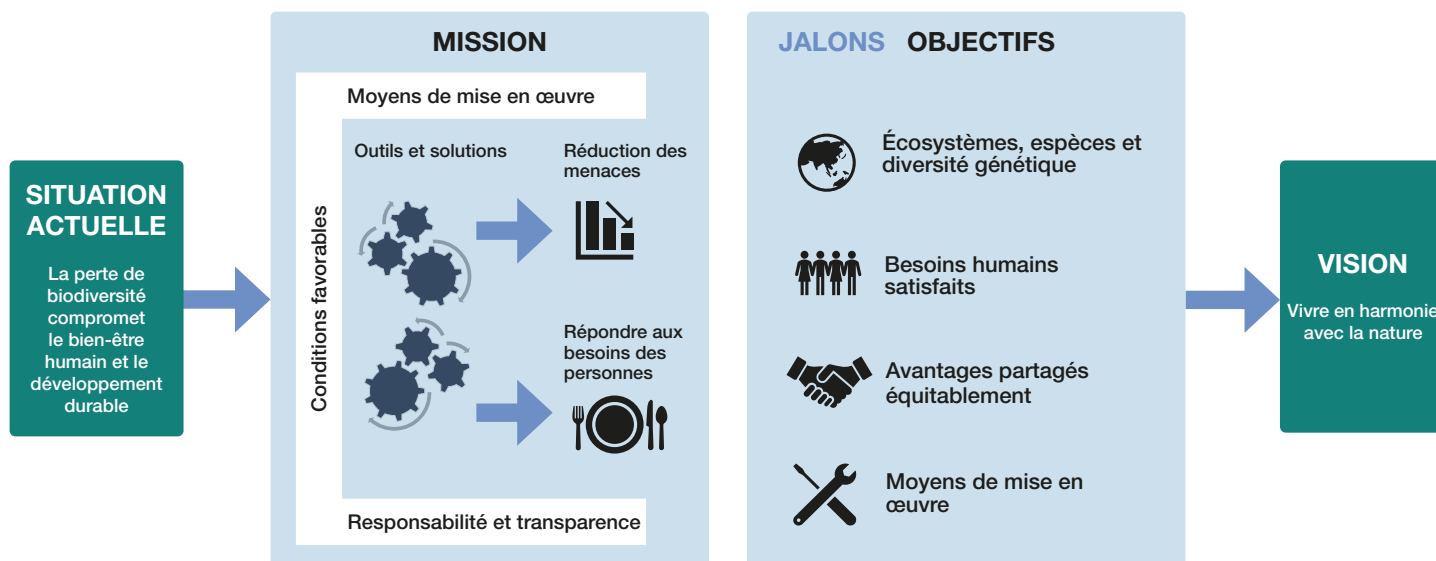 SITUATION
ACTUELLE
La perte de
biodiversité
compromet
le bien-être
humain et le
développement
durable
MISSION
Moyens de mise en œuvre
Conditions favorables
Outils et solutions
Réduction des
menaces
Répondre aux
besoins des
personnes
Responsabilité et transparence
JALONS OBJECTIFS
Écosystèmes, espèces et
diversité génétique
Besoins humains
satisfaits
Avantages partagés
équitablement
Moyens de mise en
œuvre
VISION
Vivre en harmonie
avec la nature